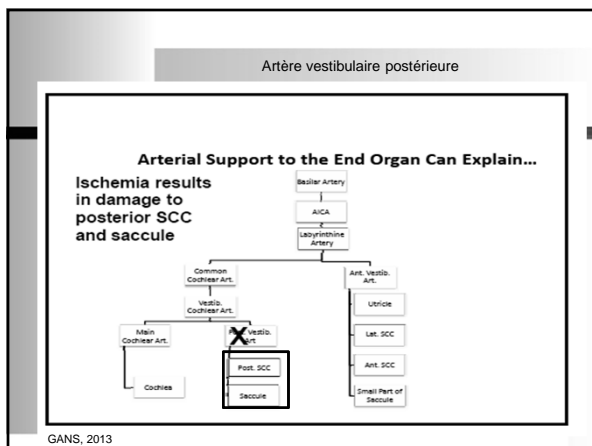 Artère vestibulaire postérieure
Arterial Support to the End Organ Can Explain...
Ischemia results
in damage to
posterior SCC
and saccule
Basilar Artery
AICA
Labyrinthine
Artery
Common
Cochlear Art.
Ant. Vestib.
Art.
Vestib.
Cochlear Art.
Utricle
Main
Cochlear Art.
X
Vestib.
Art
Lat. SCC
Post. SCC
Ant. SCC
Cochlea
Saccule
Small Part of
Saccule
GANS, 2013